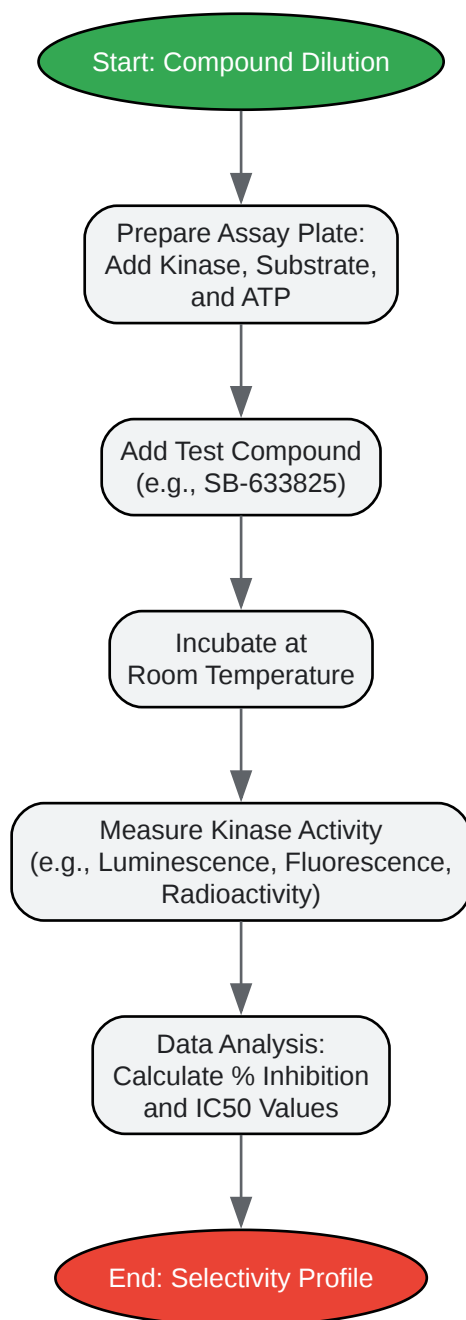 Start: Compound Dilution
Prepare Assay Plate:
Add Kinase, Substrate,
and ATP
Add Test Compound
(e.g., SB-633825)
Incubate at
Room Temperature
Measure Kinase Activity
(e.g., Luminescence, Fluorescence,
Radioactivity)
Data Analysis:
Calculate % Inhibition
and IC50 Values
End: Selectivity Profile